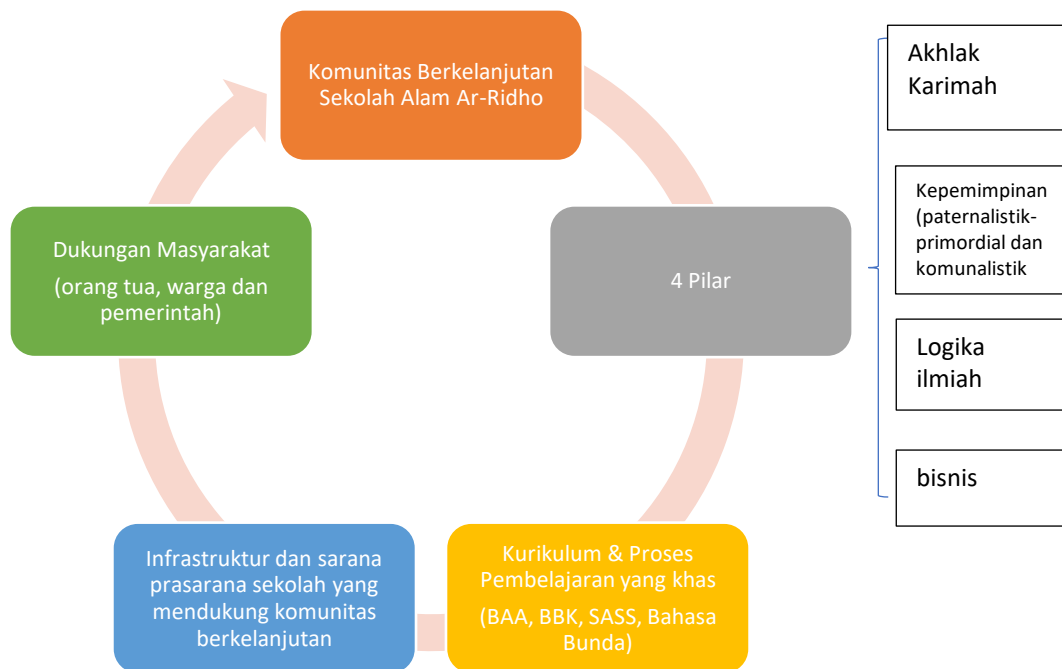 Komunitas Berkelanjutan
Sekolah Alam Ar-Ridho
4 Pilar
Akhlak
Karimah
Kepemimpinan
(paternalistik-
primordial dan
komunalistik
Logika
ilmiah
bisnis
Kurikulum & Proses
Pembelajaran yang khas
(BAA, BBK, SASS, Bahasa
Bunda)
Infrastruktur dan sarana
prasarana sekolah yang
mendukung komunitas
berkelanjutan
Dukungan Masyarakat
(orang tua, warga dan
pemerintah)